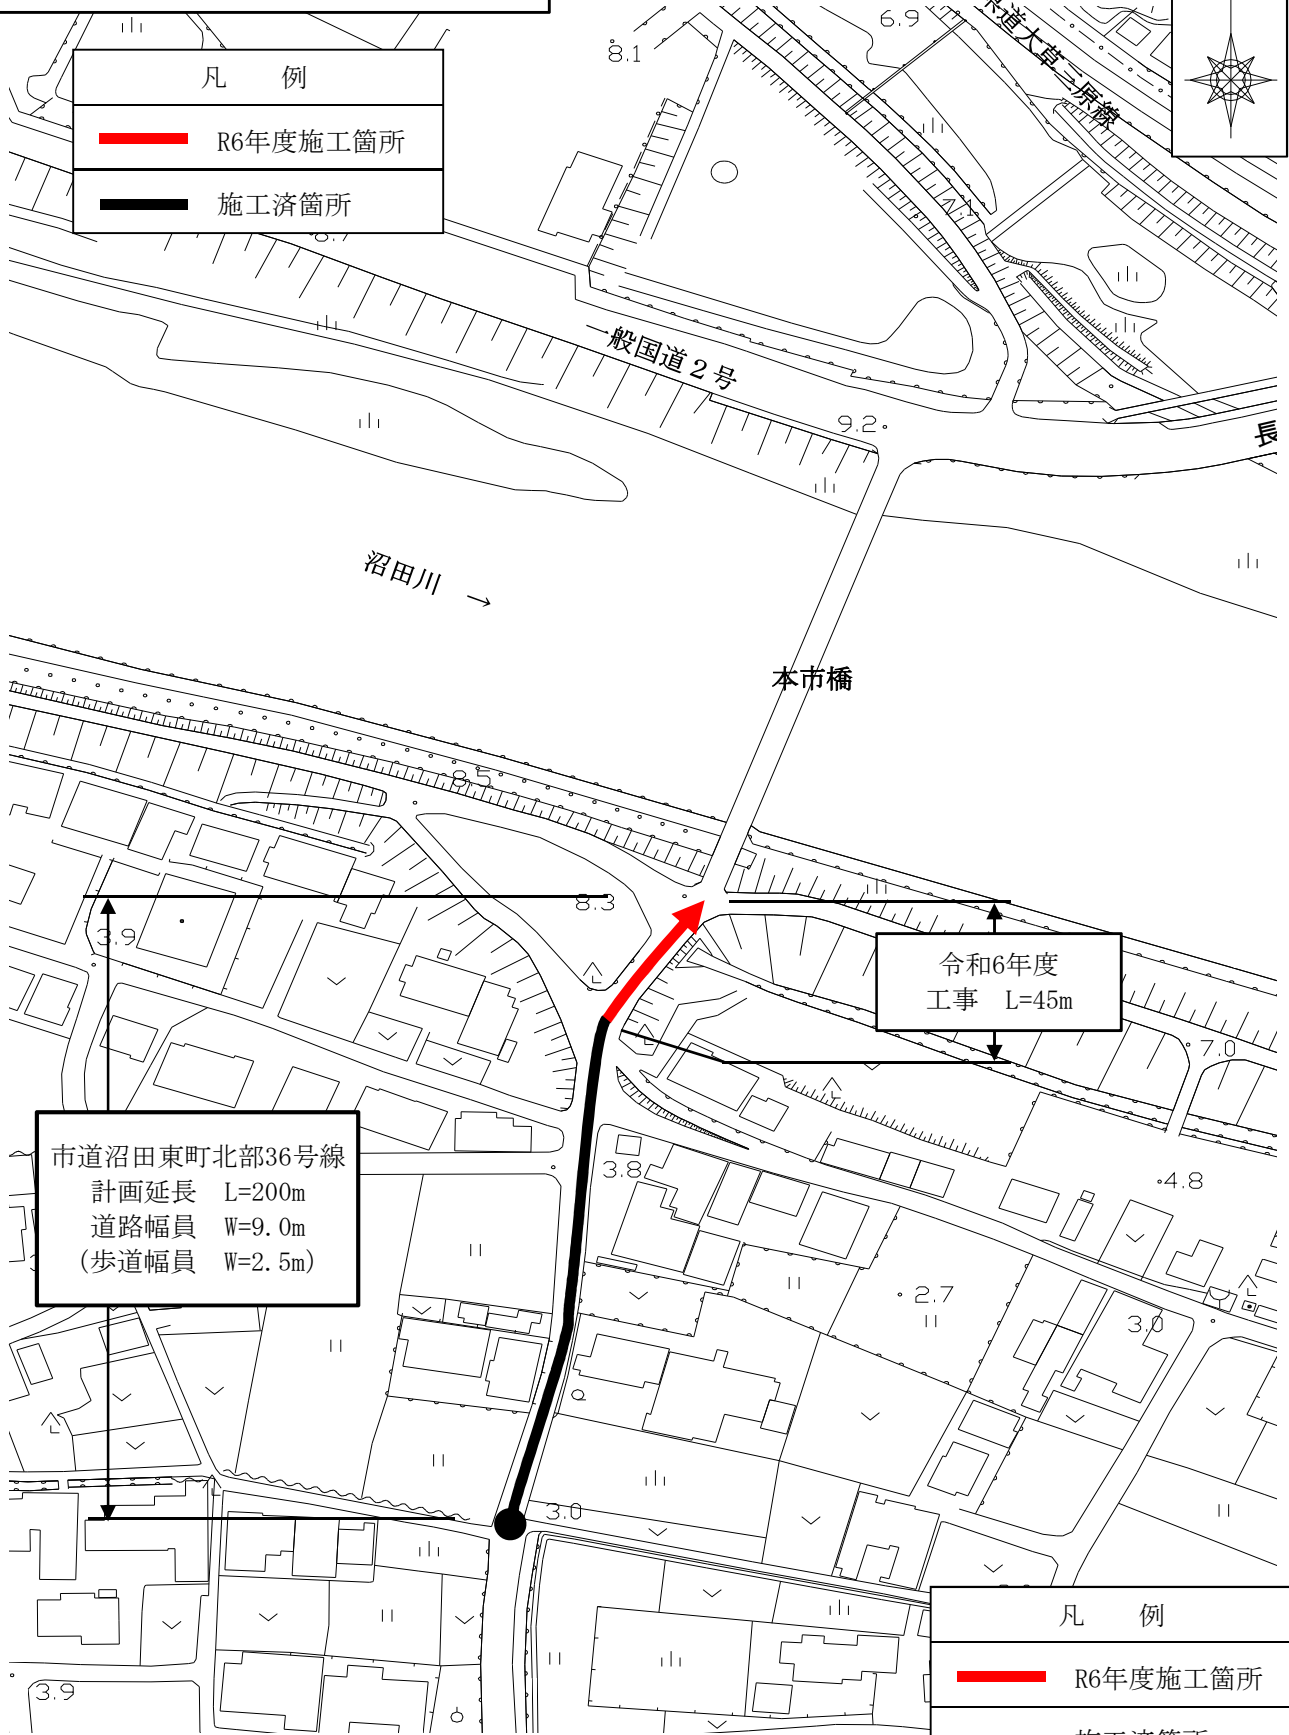 凡　例
R6年度施工箇所
施工済箇所
8.1
6.9
県道大草三原線
7.1
一般国道２号
9.2
長
沼田川 →
本市橋
8.5
8.3
3.9
令和6年度
工事　L=45m
7.0
市道沼田東町北部36号線
計画延長　L=200m
道路幅員　W=9.0m
(歩道幅員　W=2.5m)
3.8
4.8
2.7
3.0
3.0
3.9
凡　例
R6年度施工箇所